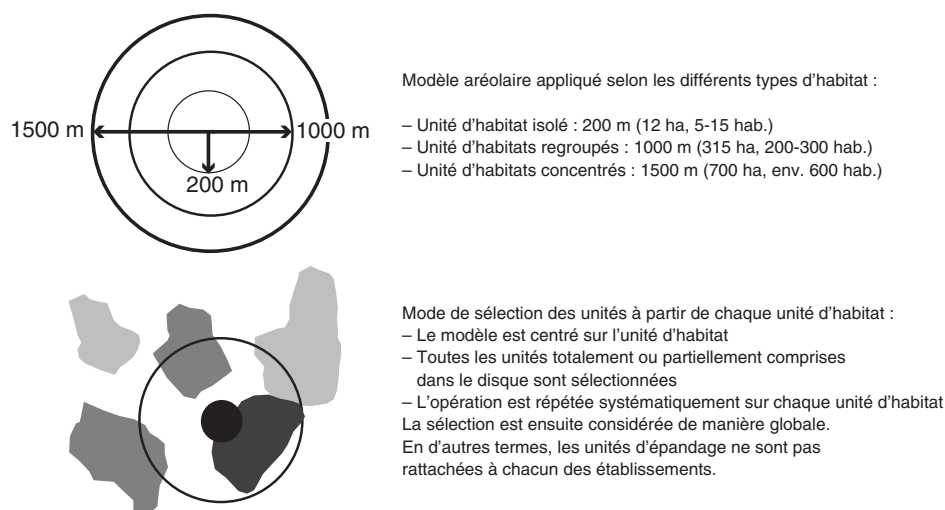 1500 m
1000 m
200 m
Modèle aréolaire appliqué selon les différents types d'habitat :
– Unité d'habitat isolé : 200 m (12 ha, 5-15 hab.)
– Unité d'habitats regroupés : 1000 m (315 ha, 200-300 hab.)
– Unité d'habitats concentrés : 1500 m (700 ha, env. 600 hab.)
Mode de sélection des unités à partir de chaque unité d'habitat :
– Le modèle est centré sur l'unité d'habitat
– Toutes les unités totalement ou partiellement comprises
dans le disque sont sélectionnées
– L'opération est répétée systématiquement sur chaque unité d'habitat
La sélection est ensuite considérée de manière globale.
En d'autres termes, les unités d'épandage ne sont pas
rattachées à chacun des établissements.